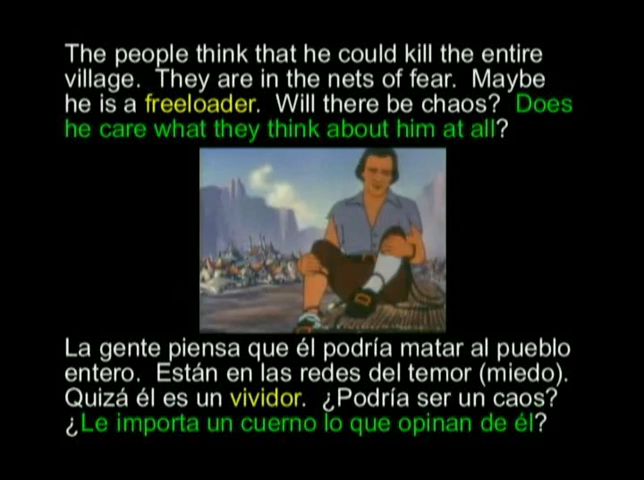 The people think that he could kill the entire
village.  They are in the nets of fear.  Maybe
he is a freeloader.  Will there be chaos?  Does
he care what they think about him at all?
La gente piensa que él podría matar al pueblo
entero.  Están en las redes del temor (miedo).
Quizá él es un vividor.  ¿Podría ser un caos?
¿Le importa un cuerno lo que opinan de él?